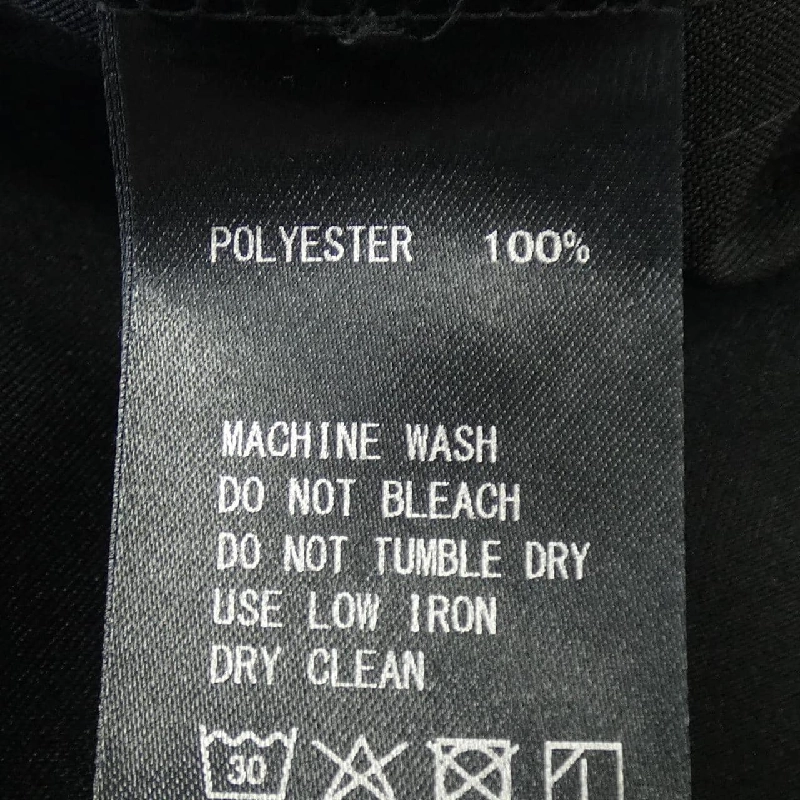 POLYESTER 100%
MACHINE WASH
DO NOT BLEACH
DO NOT TUMBLE DRY
USE LOW IRON
DRY CLEAN
30